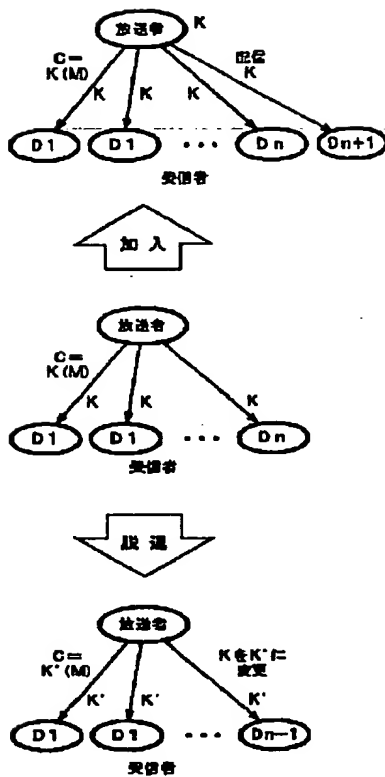 放送者 K
C=
K(M)
K K K
配信
K
D1 D1 ・・・ Dn Dn+1
受信者
加入
放送者
C=
K(M)
K K K
D1 D1 ・・・ Dn
受信者
脱退
放送者
C=
K'(M)
KをK'に
変更
K' K' K'
D1 D1 ・・・ Dn-1
受信者